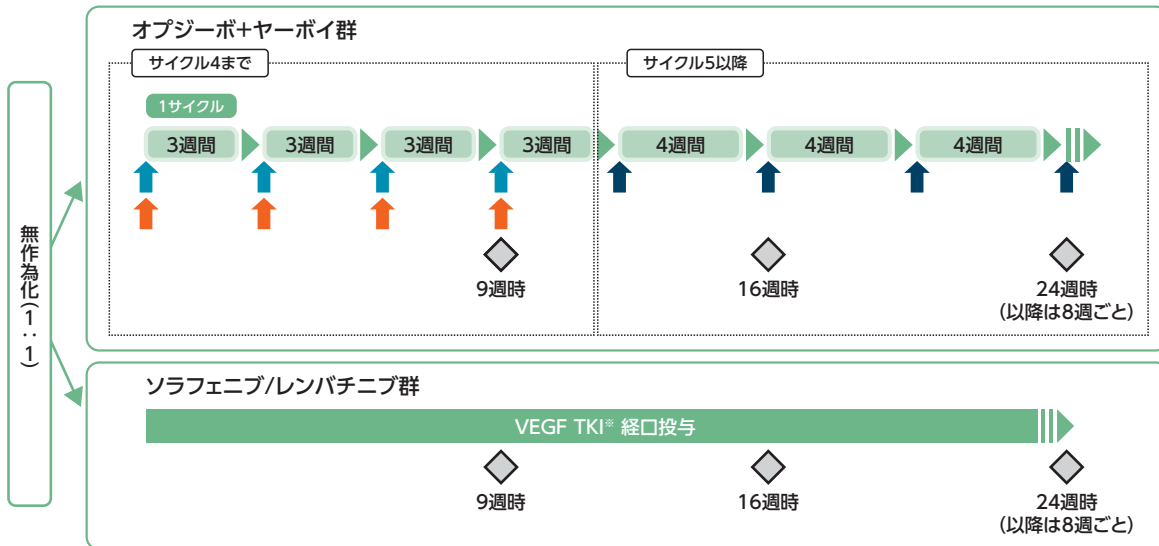 無作為化(1:1)
オプジーボ+ヤーボイ群
サイクル4まで
サイクル5以降
1サイクル
3週間
3週間
3週間
3週間
4週間
4週間
4週間
9週時
16週時
24週時
(以降は8週ごと)
ソラフェニブ/レンバチニブ群
VEGF TKI※ 経口投与
9週時
16週時
24週時
(以降は8週ごと)